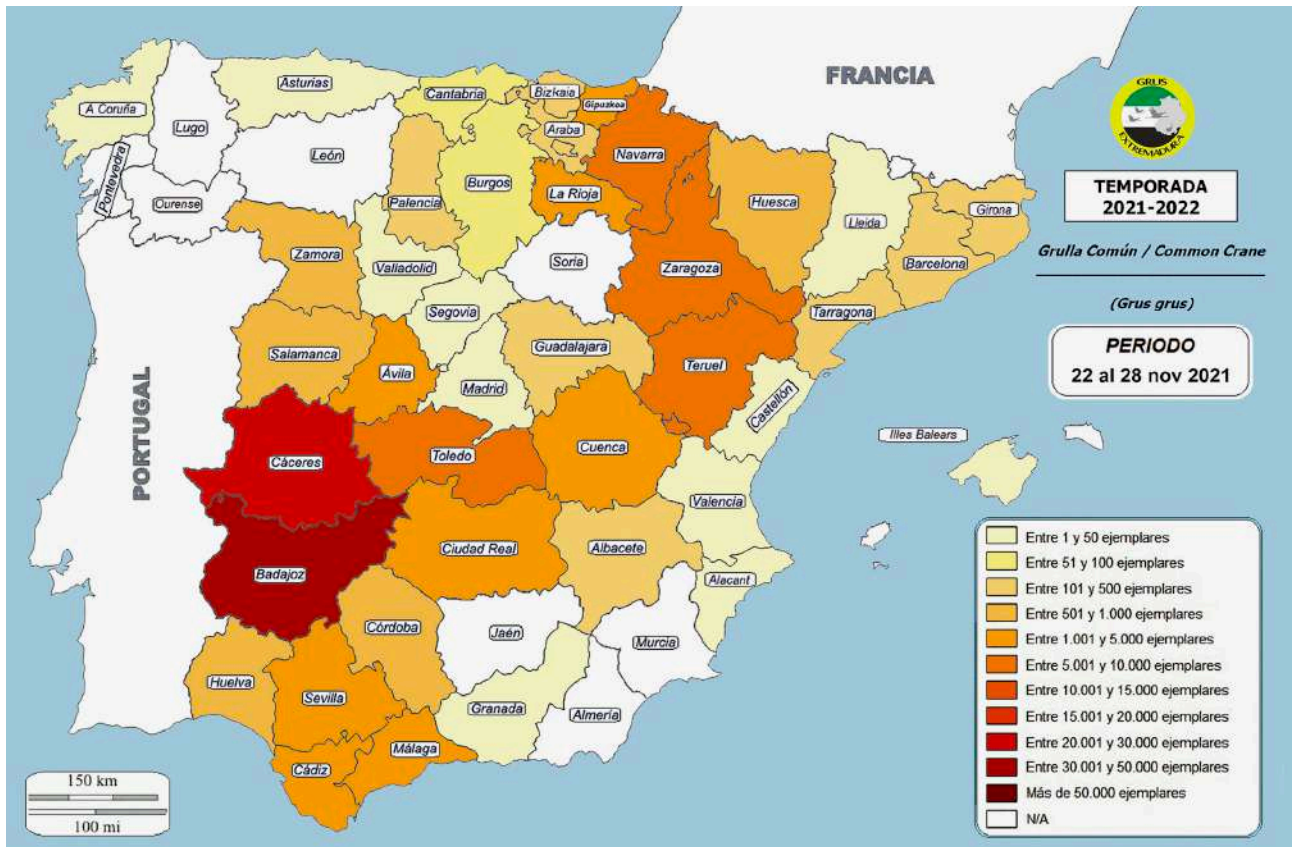 FRANCIA
GRUS
EXTREMADURA
TEMPORADA
2021-2022
Grulla Común / Common Crane
(Grus grus)
PERIODO
22 al 28 nov 2021
A Coruña
Lugo
Asturias
Cantabria
Bizkaia
Gipuzkoa
Araba
Navarra
Pontevedra
Ourense
León
Palencia
Burgos
La Rioja
Huesca
Lleida
Girona
Barcelona
Zamora
Valladolid
Soria
Zaragoza
Tarragona
Segovia
Salamanca
Ávila
Madrid
Guadalajara
Teruel
Castellón
PORTUGAL
Cáceres
Toledo
Cuenca
Valencia
Illes Balears
Badajoz
Ciudad Real
Albacete
Alacant
Córdoba
Jaén
Murcia
Huelva
Sevilla
Granada
Almería
Málaga
Cádiz
Entre 1 y 50 ejemplares
Entre 51 y 100 ejemplares
Entre 101 y 500 ejemplares
Entre 501 y 1.000 ejemplares
Entre 1.001 y 5.000 ejemplares
Entre 5.001 y 10.000 ejemplares
Entre 10.001 y 15.000 ejemplares
Entre 15.001 y 20.000 ejemplares
Entre 20.001 y 30.000 ejemplares
Entre 30.001 y 50.000 ejemplares
Más de 50.000 ejemplares
N/A
150 km
100 mi